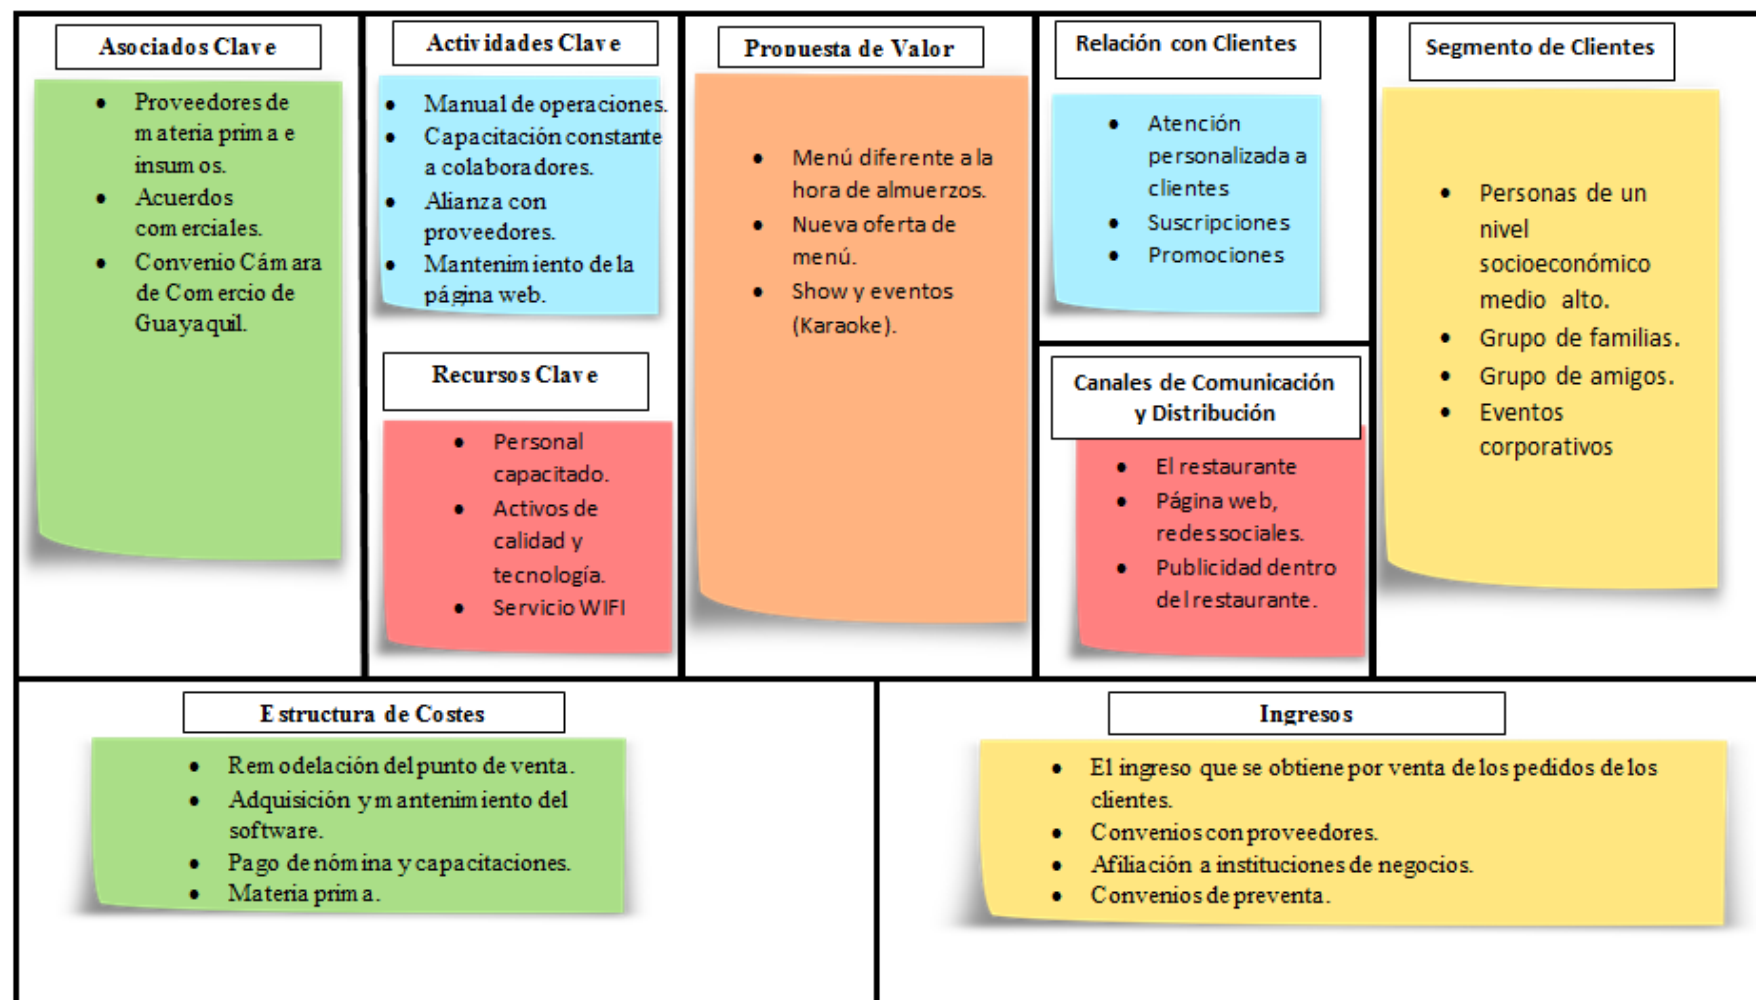 Asociados Clave
• Proveedores de
materia prima e
insumos.
• Acuerdos
comerciales.
• Convenio Cámara
de Comercio de
Guayaquil.
Actividades Clave
• Manual de operaciones.
• Capacitación constante
a colaboradores.
• Alianza con
proveedores.
• Mantenimiento de la
página web.
Recursos Clave
• Personal
capacitado.
• Activos de
calidad y
tecnología.
• Servicio WIFI
Propuesta de Valor
• Menú diferente a la
hora de almuerzos.
• Nueva oferta de
menú.
• Show y eventos
(Karaoke).
Relación con Clientes
• Atención
personalizada a
clientes
• Suscripciones
• Promociones
Canales de Comunicación
y Distribución
• El restaurante
• Página web,
redes sociales.
• Publicidad dentro
del restaurante.
Segmento de Clientes
• Personas de un
nivel
socioeconómico
medio alto.
• Grupo de familias.
• Grupo de amigos.
• Eventos
corporativos
Estructura de Costes
• Remodelación del punto de venta.
• Adquisición y mantenimiento del
software.
• Pago de nómina y capacitaciones.
• Materia prima.
Ingresos
• El ingreso que se obtiene por venta de los pedidos de los
clientes.
• Convenios con proveedores.
• Afiliación a instituciones de negocios.
• Convenios de preventa.